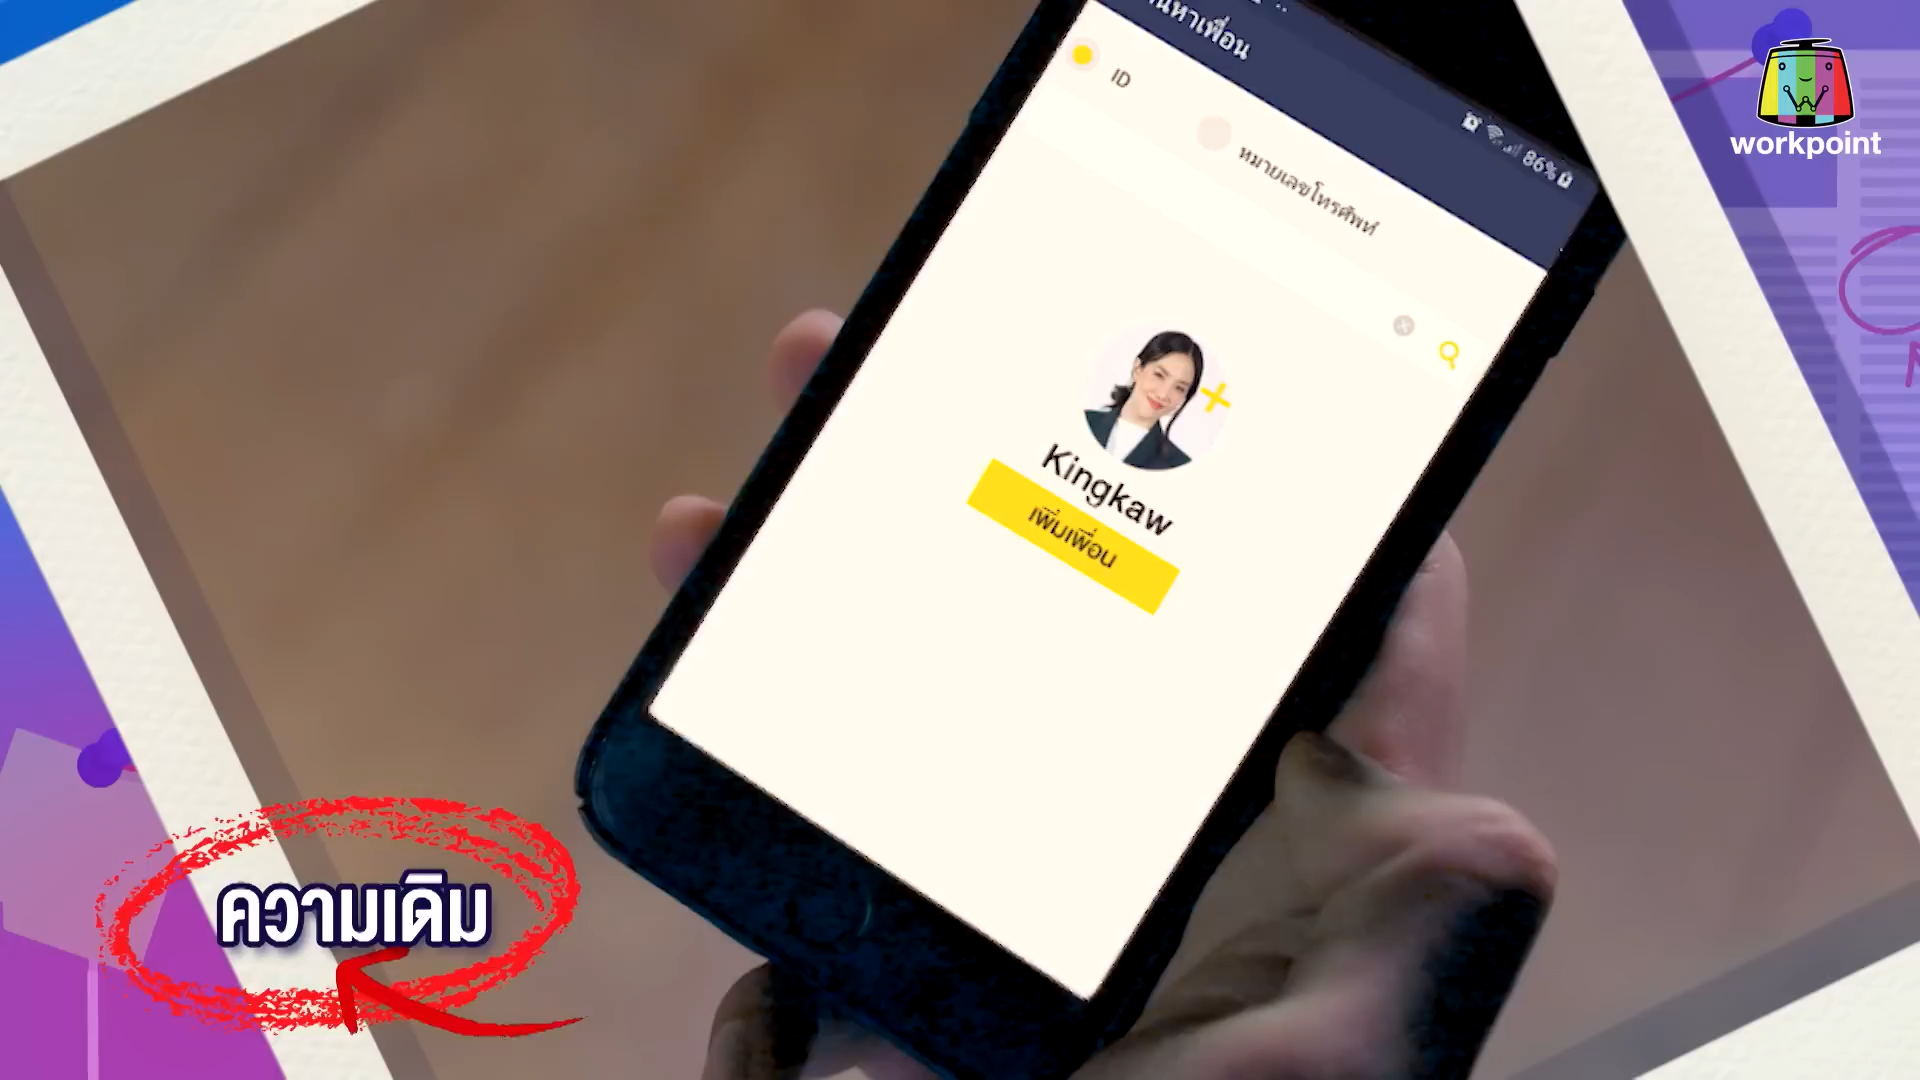 ค้นหาเพื่อน
ID
หมายเลขโทรศัพท์
86%
Kingkaw
เพิ่มเพื่อน
workpoint
ความเดิม